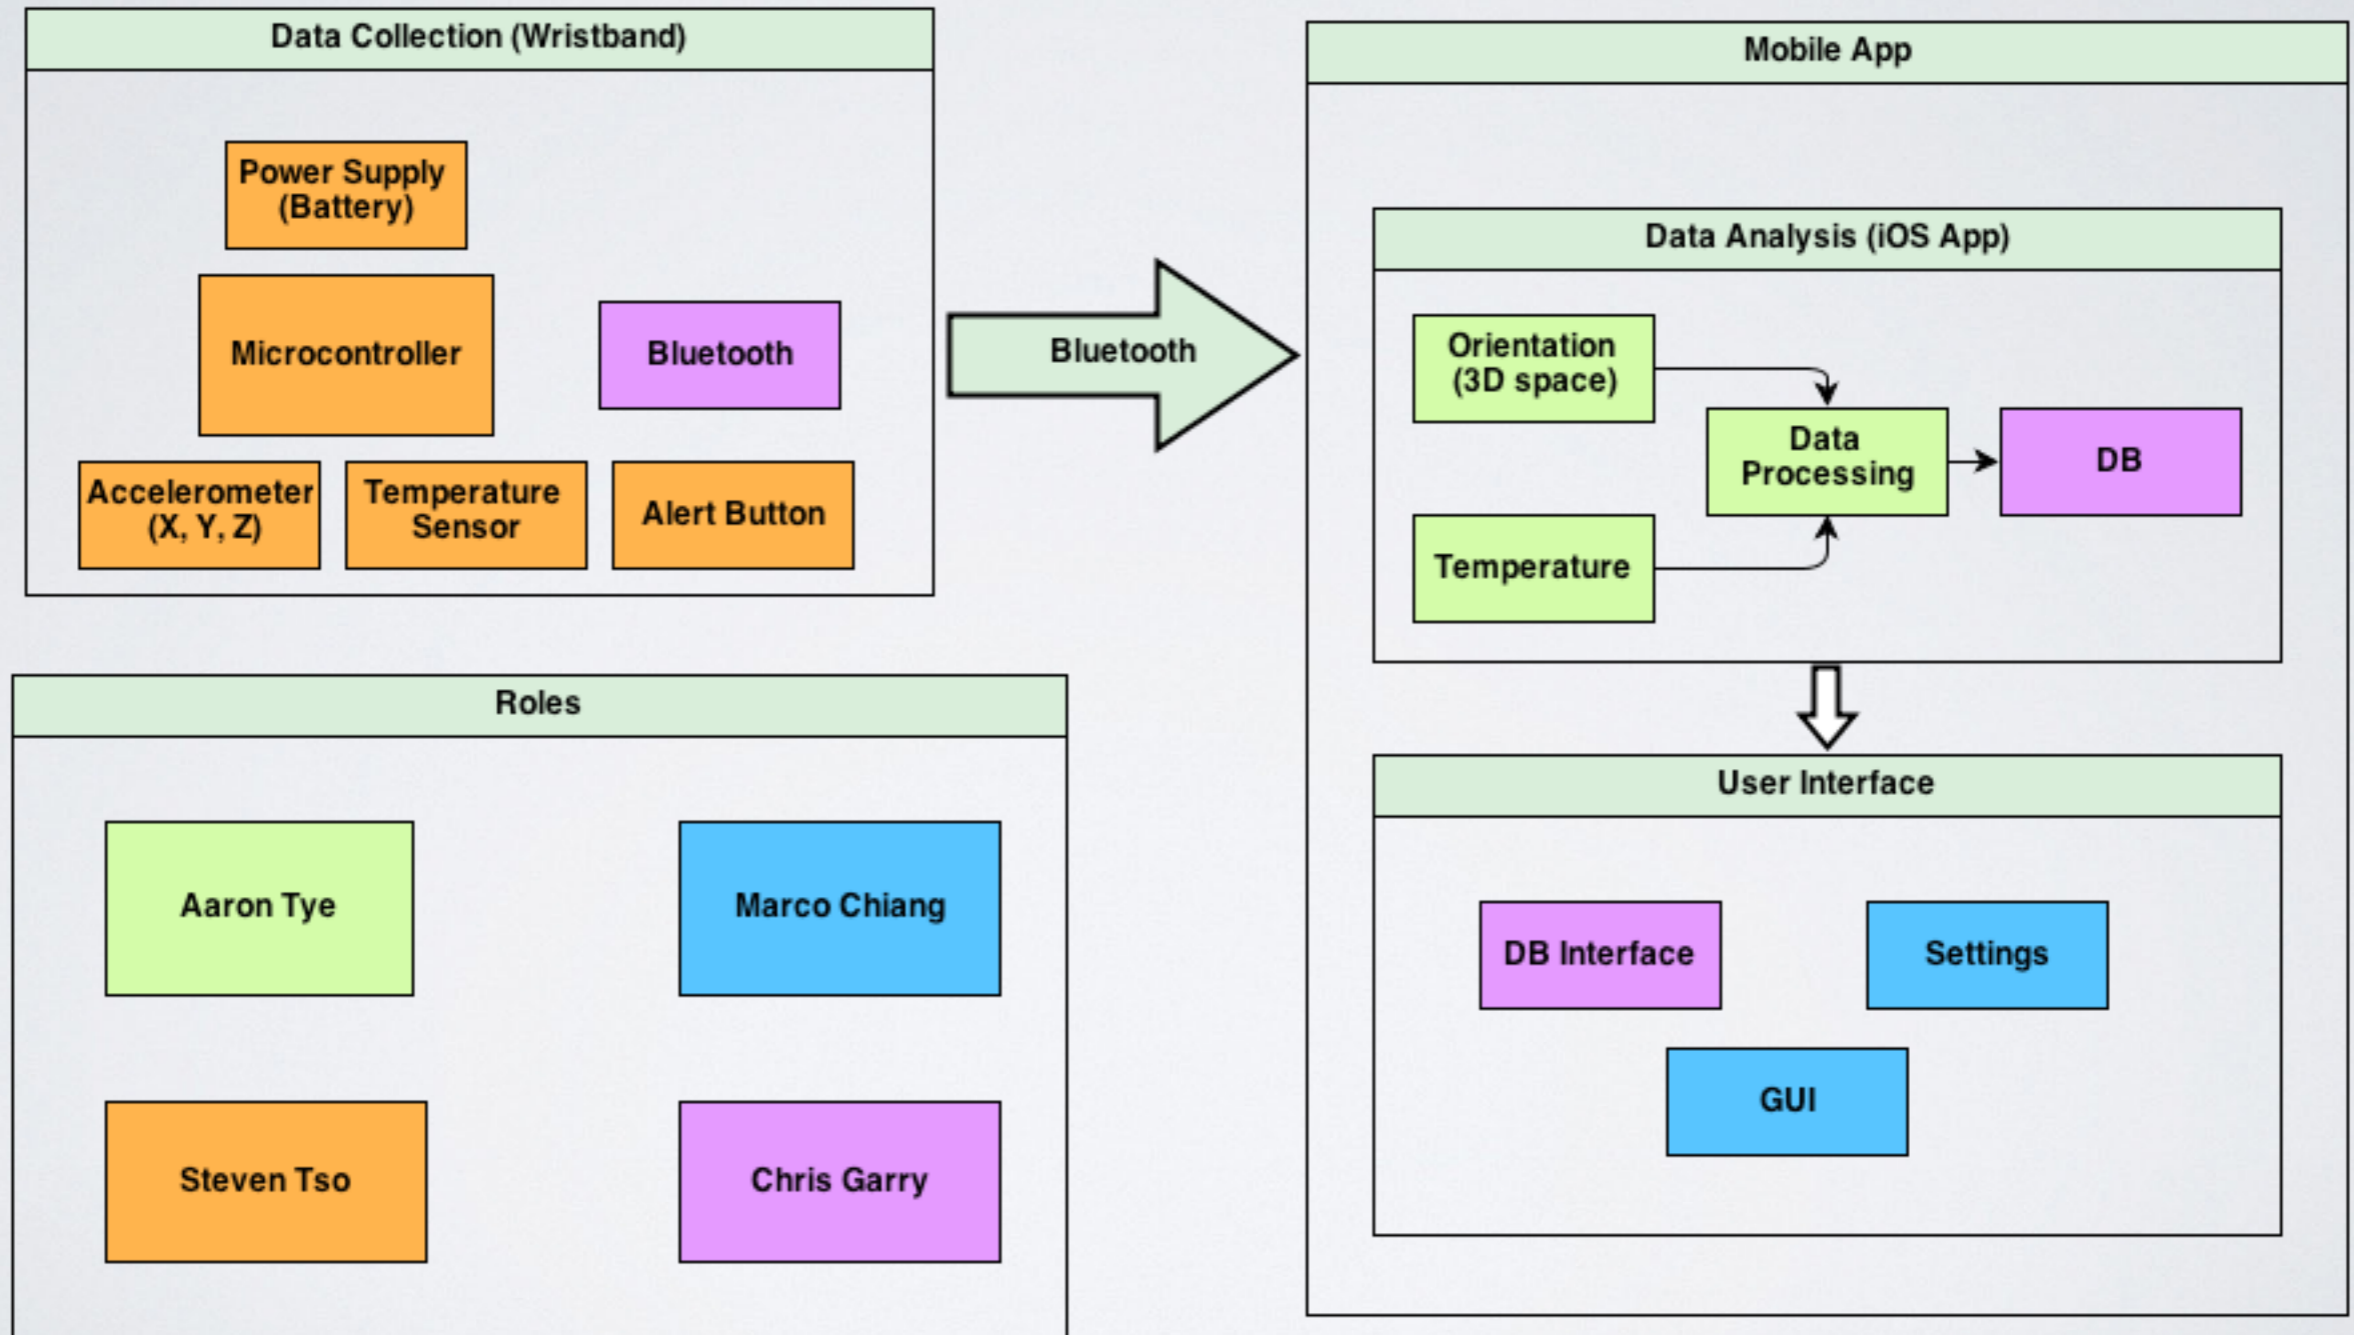 Data Collection (Wristband)
Power Supply
(Battery)
Microcontroller
Bluetooth
Accelerometer
(X, Y, Z)
Temperature
Sensor
Alert Button
Bluetooth
Mobile App
Data Analysis (iOS App)
Orientation
(3D space)
Data
Processing
DB
Temperature
User Interface
DB Interface
Settings
GUI
Roles
Aaron Tye
Marco Chiang
Steven Tso
Chris Garry